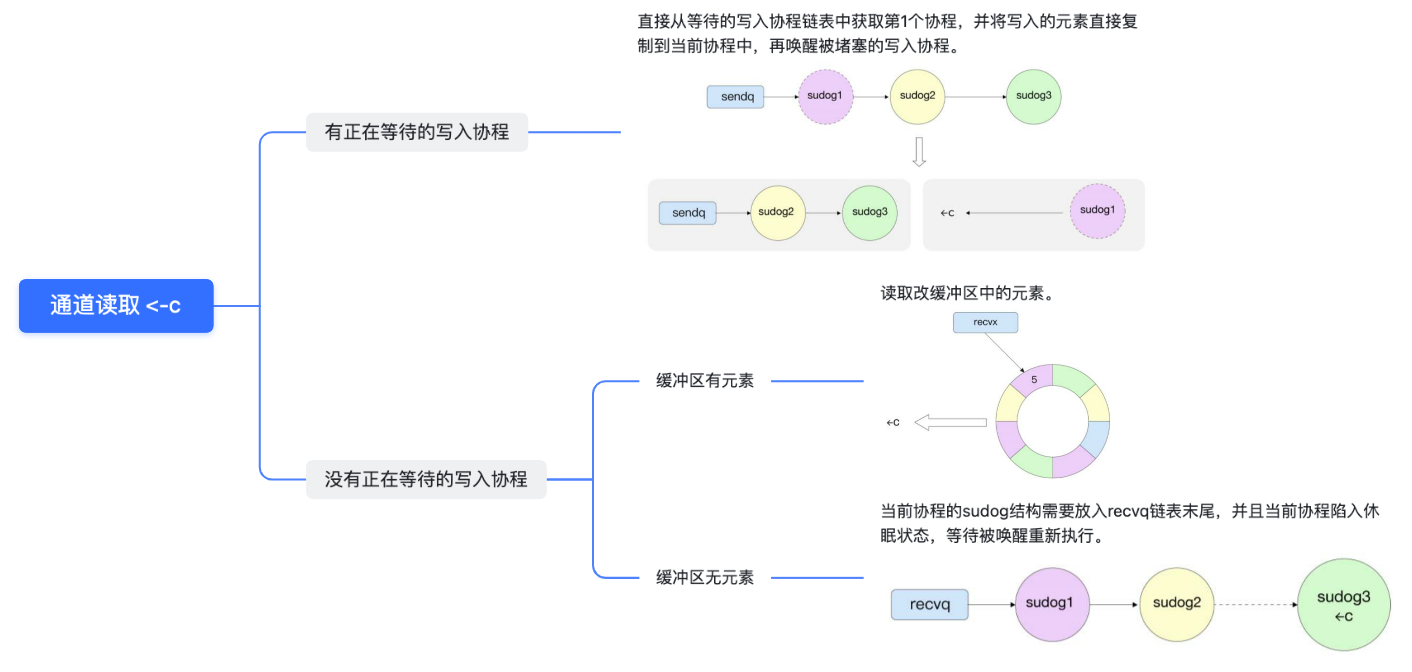 直接从等待的写入协程链表中获取第1个协程，并将写入的元素直接复
制到当前协程中，再唤醒被堵塞的写入协程。
sendq
sudog1
sudog2
sudog3
有正在等待的写入协程
sendq
sudog2
sudog3
←c
sudog1
通道读取 <-c
读取改缓冲区中的元素。
recvx
5
缓冲区有元素
←c
没有正在等待的写入协程
当前协程的sudog结构需要放入recvq链表末尾，并且当前协程陷入休
眠状态，等待被唤醒重新执行。
缓冲区无元素
recvq
sudog1
sudog2
sudog3
←c